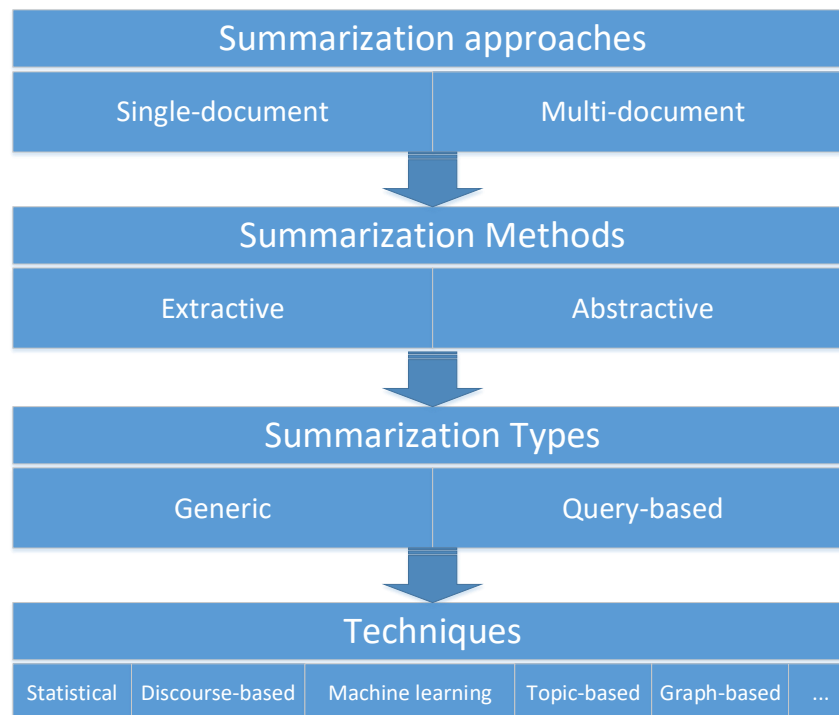 Summarization approaches
Single-document Multi-document
Summarization Methods
Extractive Abstractive
Summarization Types
Generic Query-based
Techniques
Statistical Discourse-based Machine learning Topic-based Graph-based ...